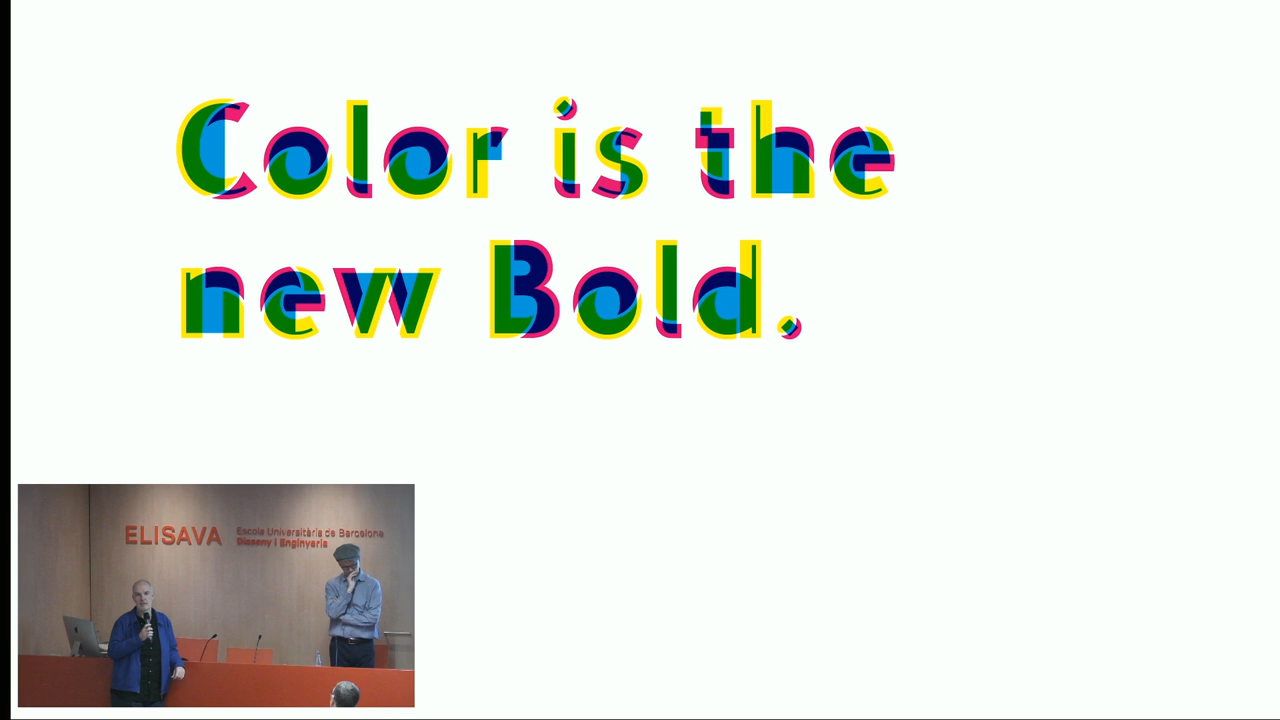 Color is the
new Bold.
ELISAVA
Escola Universitària de Barcelona
Disseny i Enginyeria